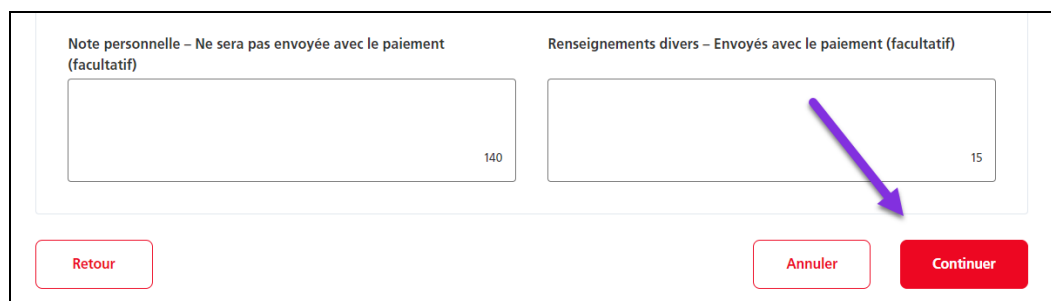 Note personnelle – Ne sera pas envoyée avec le paiement
(facultatif)
Renseignements divers – Envoyés avec le paiement (facultatif)
140
15
Retour
Annuler
Continuer